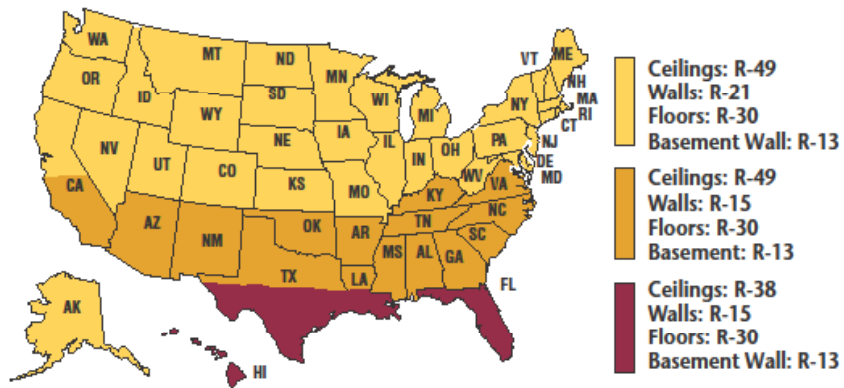 WA
MT
ND
MN
VT
ME
OR
ID
SD
WI
MI
NY
NH
MA
RI
CT
WY
NV
NE
IA
IL
IN
OH
PA
NJ
DE
MD
UT
CO
KS
MO
WV
VA
KY
CA
AZ
NM
OK
AR
TN
NC
SC
MS
AL
GA
TX
LA
FL
AK
HI
Ceilings: R-49
Walls: R-21
Floors: R-30
Basement Wall: R-13
Ceilings: R-49
Walls: R-15
Floors: R-30
Basement: R-13
Ceilings: R-38
Walls: R-15
Floors: R-30
Basement Wall: R-13